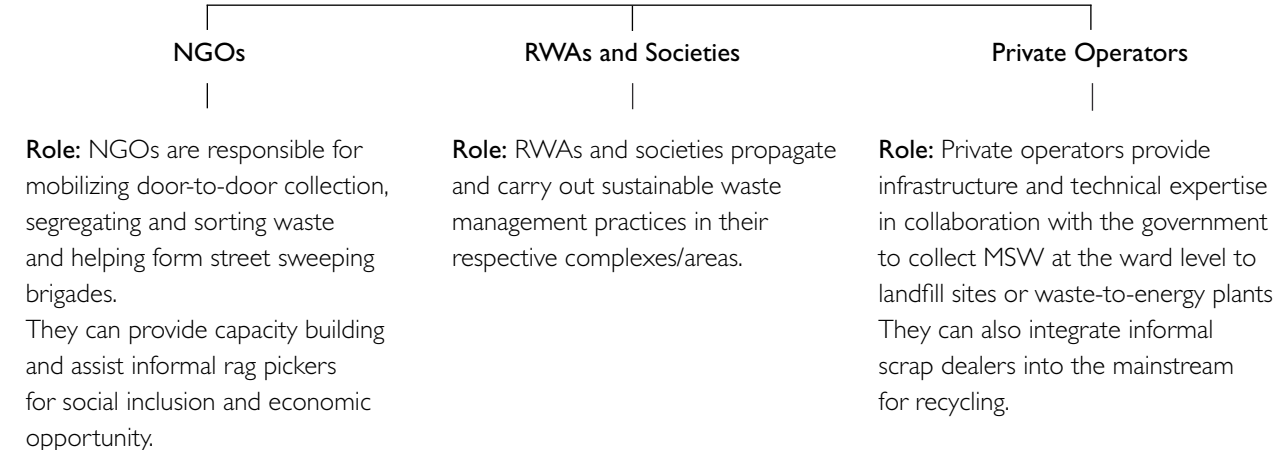 NGOs
RWAs and Societies
Private Operators
Role: NGOs are responsible for
mobilizing door-to-door collection,
segregating and sorting waste
and helping form street sweeping
brigades.
They can provide capacity building
and assist informal rag pickers
for social inclusion and economic
opportunity.
Role: RWAs and societies propagate
and carry out sustainable waste
management practices in their
respective complexes/areas.
Role: Private operators provide
infrastructure and technical expertise
in collaboration with the government
to collect MSW at the ward level to
landfill sites or waste-to-energy plants
They can also integrate informal
scrap dealers into the mainstream
for recycling.